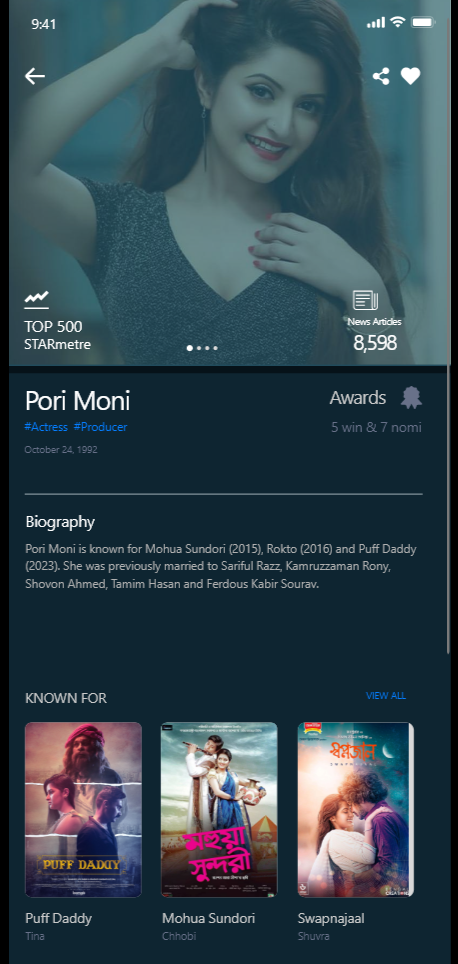 9:41
TOP 500
STARmetre
News Articles
8,598
Pori Moni
#Actress #Producer
October 24, 1992
Awards
5 win & 7 nomi
Biography
Pori Moni is known for Mohua Sundori (2015), Rokto (2016) and Puff Daddy
(2023). She was previously married to Sariful Razz, Kamruzzaman Rony,
Shovon Ahmed, Tamim Hasan and Ferdous Kabir Sourav.
KNOWN FOR
VIEW ALL
PUFF DADDY
মহুয়া
সুন্দরী
স্বপ্নজাল
Puff Daddy
Mohua Sundori
Swapnajaal
Tina
Chhobi
Shuvra